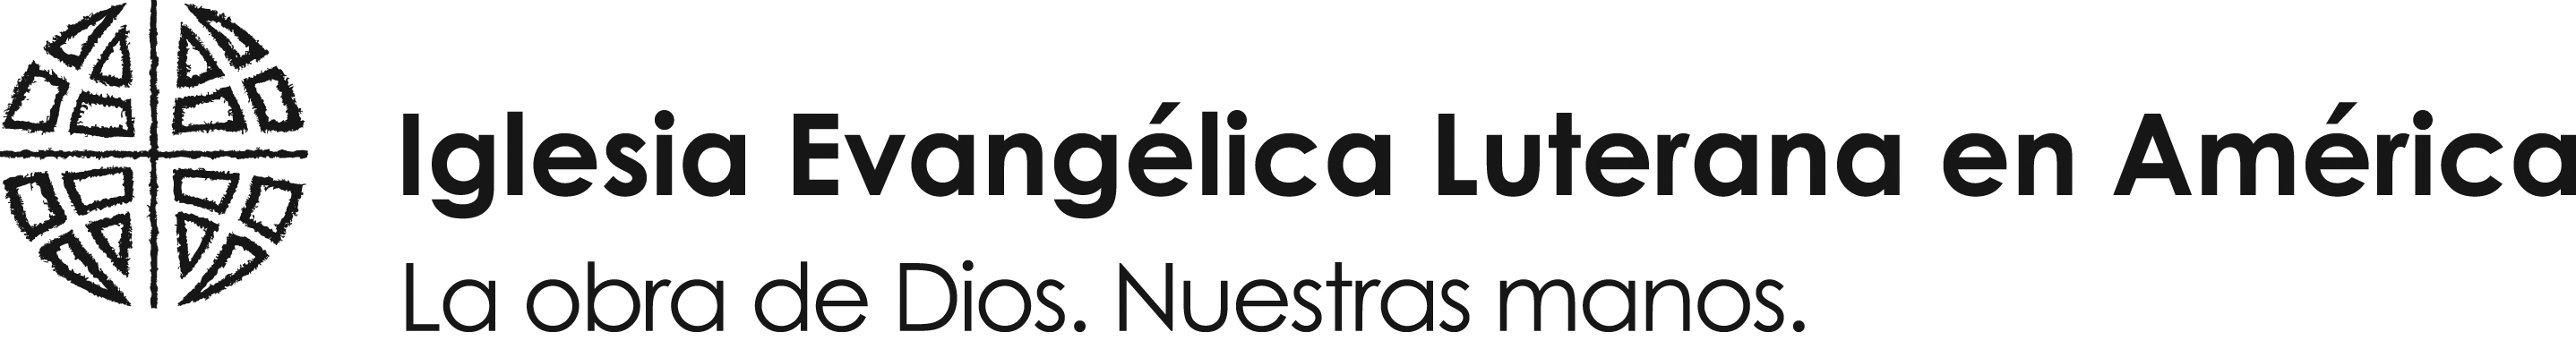 Iglesia Evangélica Luterana en América
La obra de Dios. Nuestras manos.